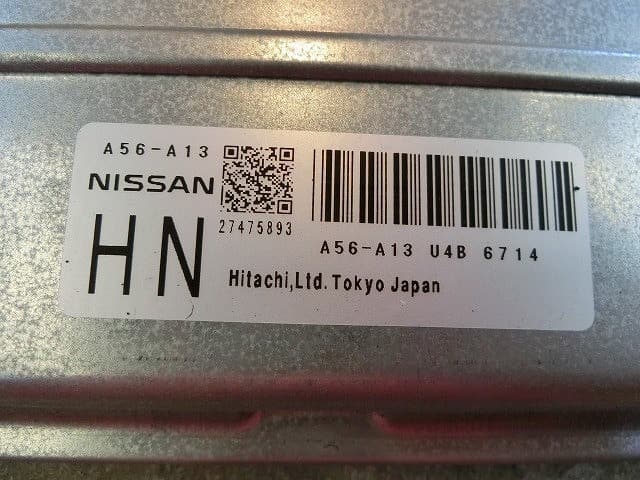 A56-A13
NISSAN
27475893
HN
A56-A13 U4B 6714
Hitachi,Ltd. Tokyo Japan